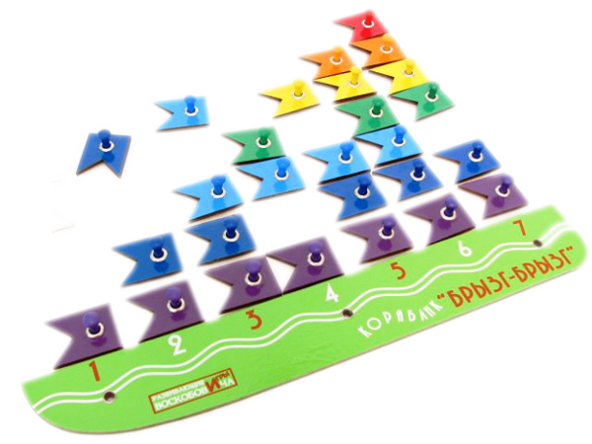 1 2 3 4 5 6 7
КОРАБЛИК "БРЫЗГ-БРЫЗГ"
РАЗВИВАЮЩИЕ ИГРЫ
ВОСКОБОВИЧА